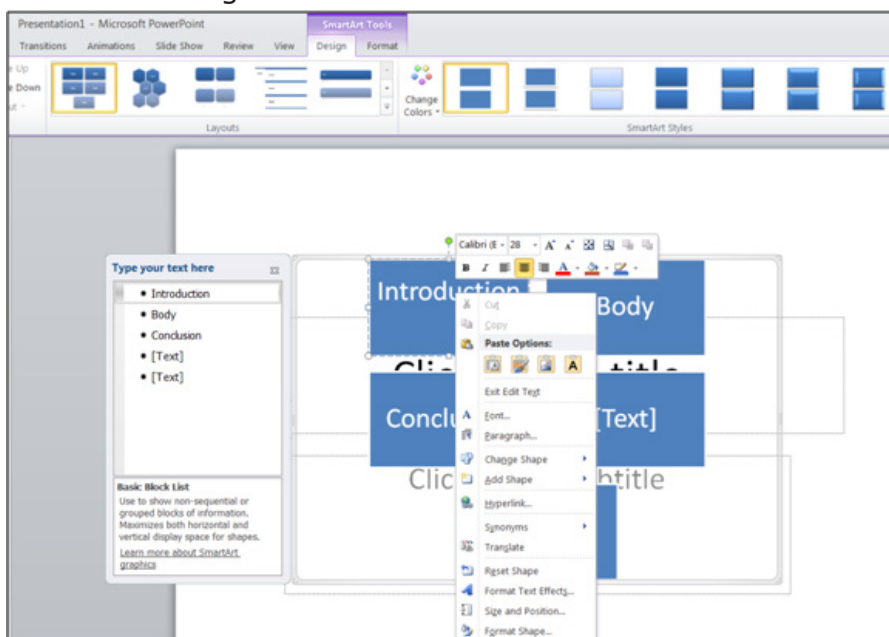 Presentation1 - Microsoft PowerPoint
SmartArt Tools
Transitions Animations Slide Show Review View Design Format
Up
Down
Change
Colors
Layouts
SmartArt Styles
Calibri (E 28 A A
B I A
Type your text here
Introduction
Body
Conclusion
[Text]
[Text]
Introduction
Body
[Text]
Cut
Copy
Paste Options:
A
Exit Edit Text
Font...
Paragraph...
Change Shape
Add Shape
Hyperlink...
Synonyms
Translate
Reset Shape
Format Text Effects...
Size and Position...
Format Shape...
Basic Block List
Use to show non-sequential or
grouped blocks of information.
Maximizes both horizontal and
vertical display space for shapes.
Learn more about SmartArt
graphics